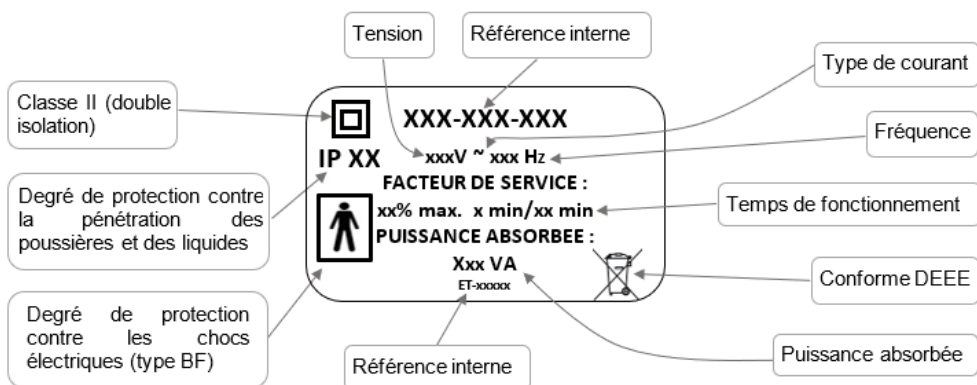 Tension
Référence interne
Type de courant
Classe II (double
isolation)
XXX-XXX-XXX
Fréquence
IP XX
xxxV ~ xxx Hz
FACTEUR DE SERVICE :
Degré de protection contre
la pénétration des
poussières et des liquides
xx% max. x min/xx min
Temps de fonctionnement
PUISSANCE ABSORBEE :
Xxx VA
ET-xxxxx
Conforme DEEE
Degré de protection
contre les chocs
électriques (type BF)
Référence interne
Puissance absorbée